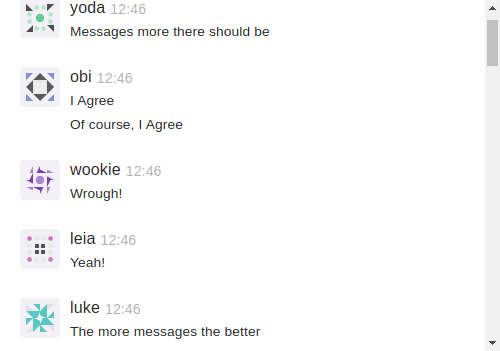 yoda 12:46
Messages more there should be
obi 12:46
I Agree
Of course, I Agree
wookie 12:46
Wrough!
leia 12:46
Yeah!
luke 12:46
The more messages the better